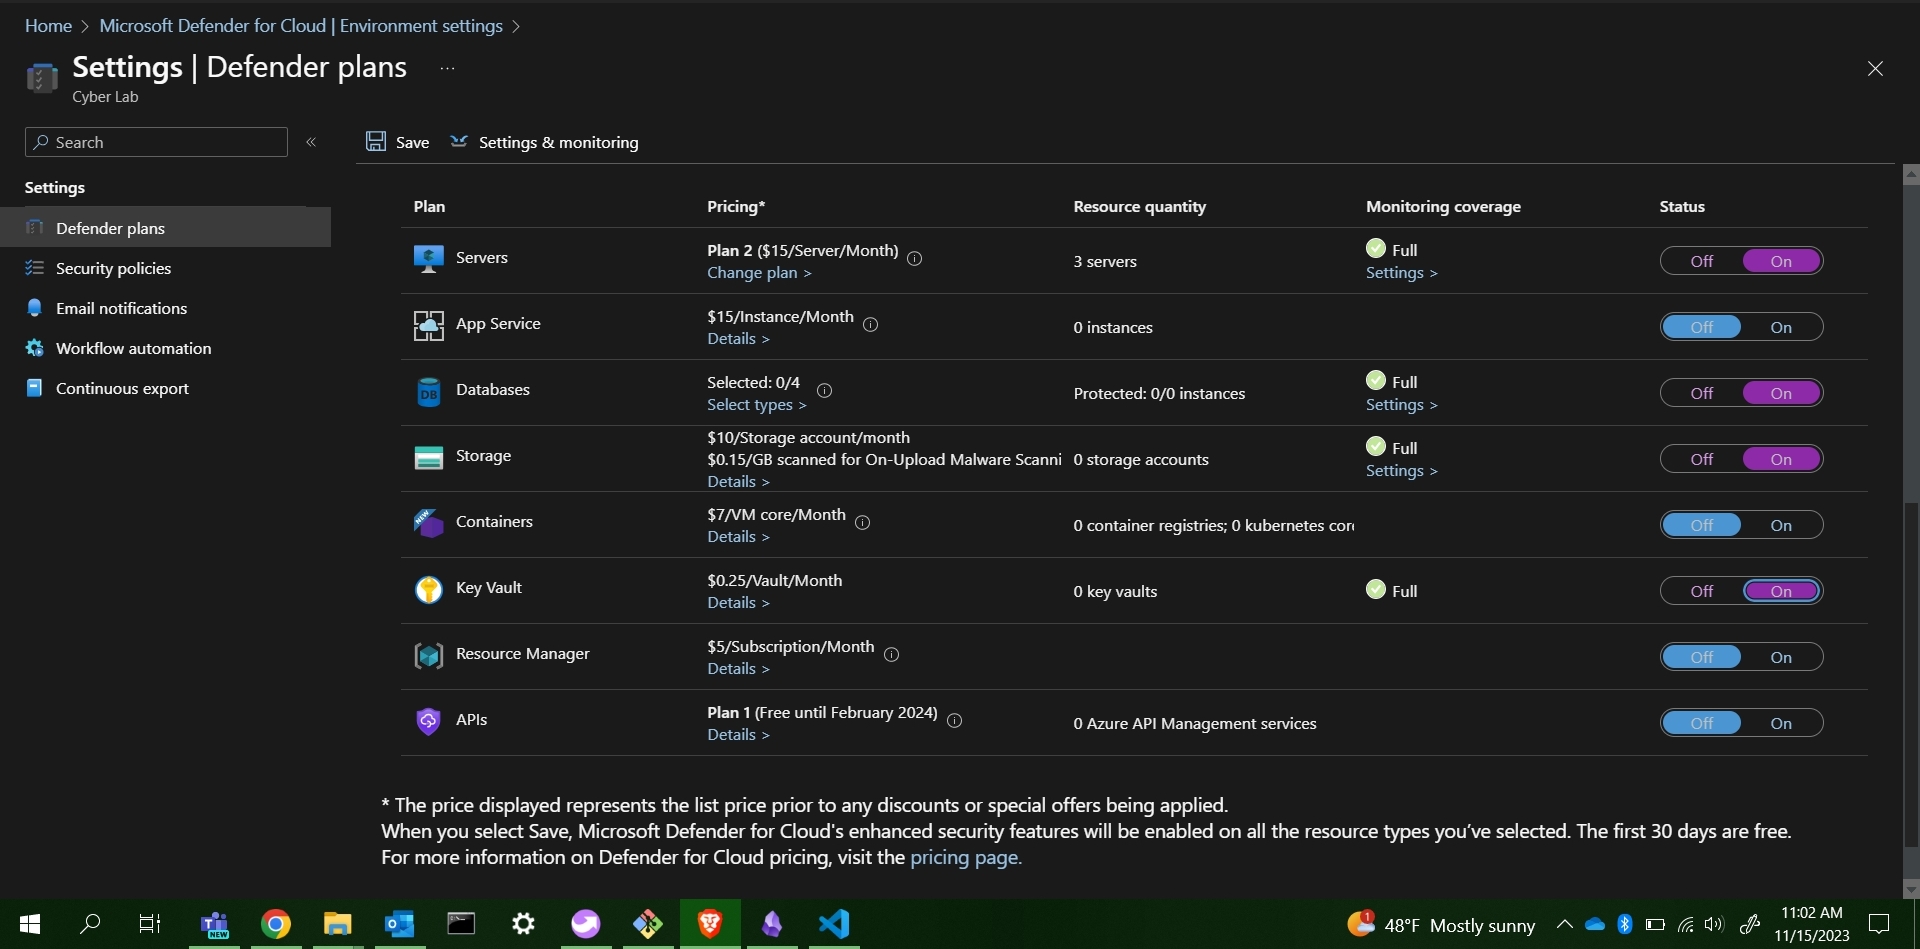 Home > Microsoft Defender for Cloud | Environment settings >
Settings | Defender plans ...
Cyber Lab
Search «
Save Settings & monitoring
Settings
Defender plans
Security policies
Email notifications
Workflow automation
Continuous export
Plan Pricing* Resource quantity Monitoring coverage Status
Servers Plan 2 ($15/Server/Month) 3 servers Full Off On
Change plan > Settings >
App Service $15/Instance/Month 0 instances Off On
Details >
Databases Selected: 0/4 Protected: 0/0 instances Full Off On
Select types > Settings >
Storage $10/Storage account/month 0 storage accounts Full Off On
$0.15/GB scanned for On-Upload Malware Scanni Settings >
Details >
NEW Containers $7/VM core/Month 0 container registries; 0 kubernetes core Off On
Details >
Key Vault $0.25/Vault/Month 0 key vaults Full Off On
Details >
Resource Manager $5/Subscription/Month Off On
Details >
APIs Plan 1 (Free until February 2024) 0 Azure API Management services Off On
Details >
* The price displayed represents the list price prior to any discounts or special offers being applied.
When you select Save, Microsoft Defender for Cloud's enhanced security features will be enabled on all the resource types you've selected. The first 30 days are free.
For more information on Defender for Cloud pricing, visit the pricing page.
NEW 1 48°F Mostly sunny 11:02 AM
11/15/2023